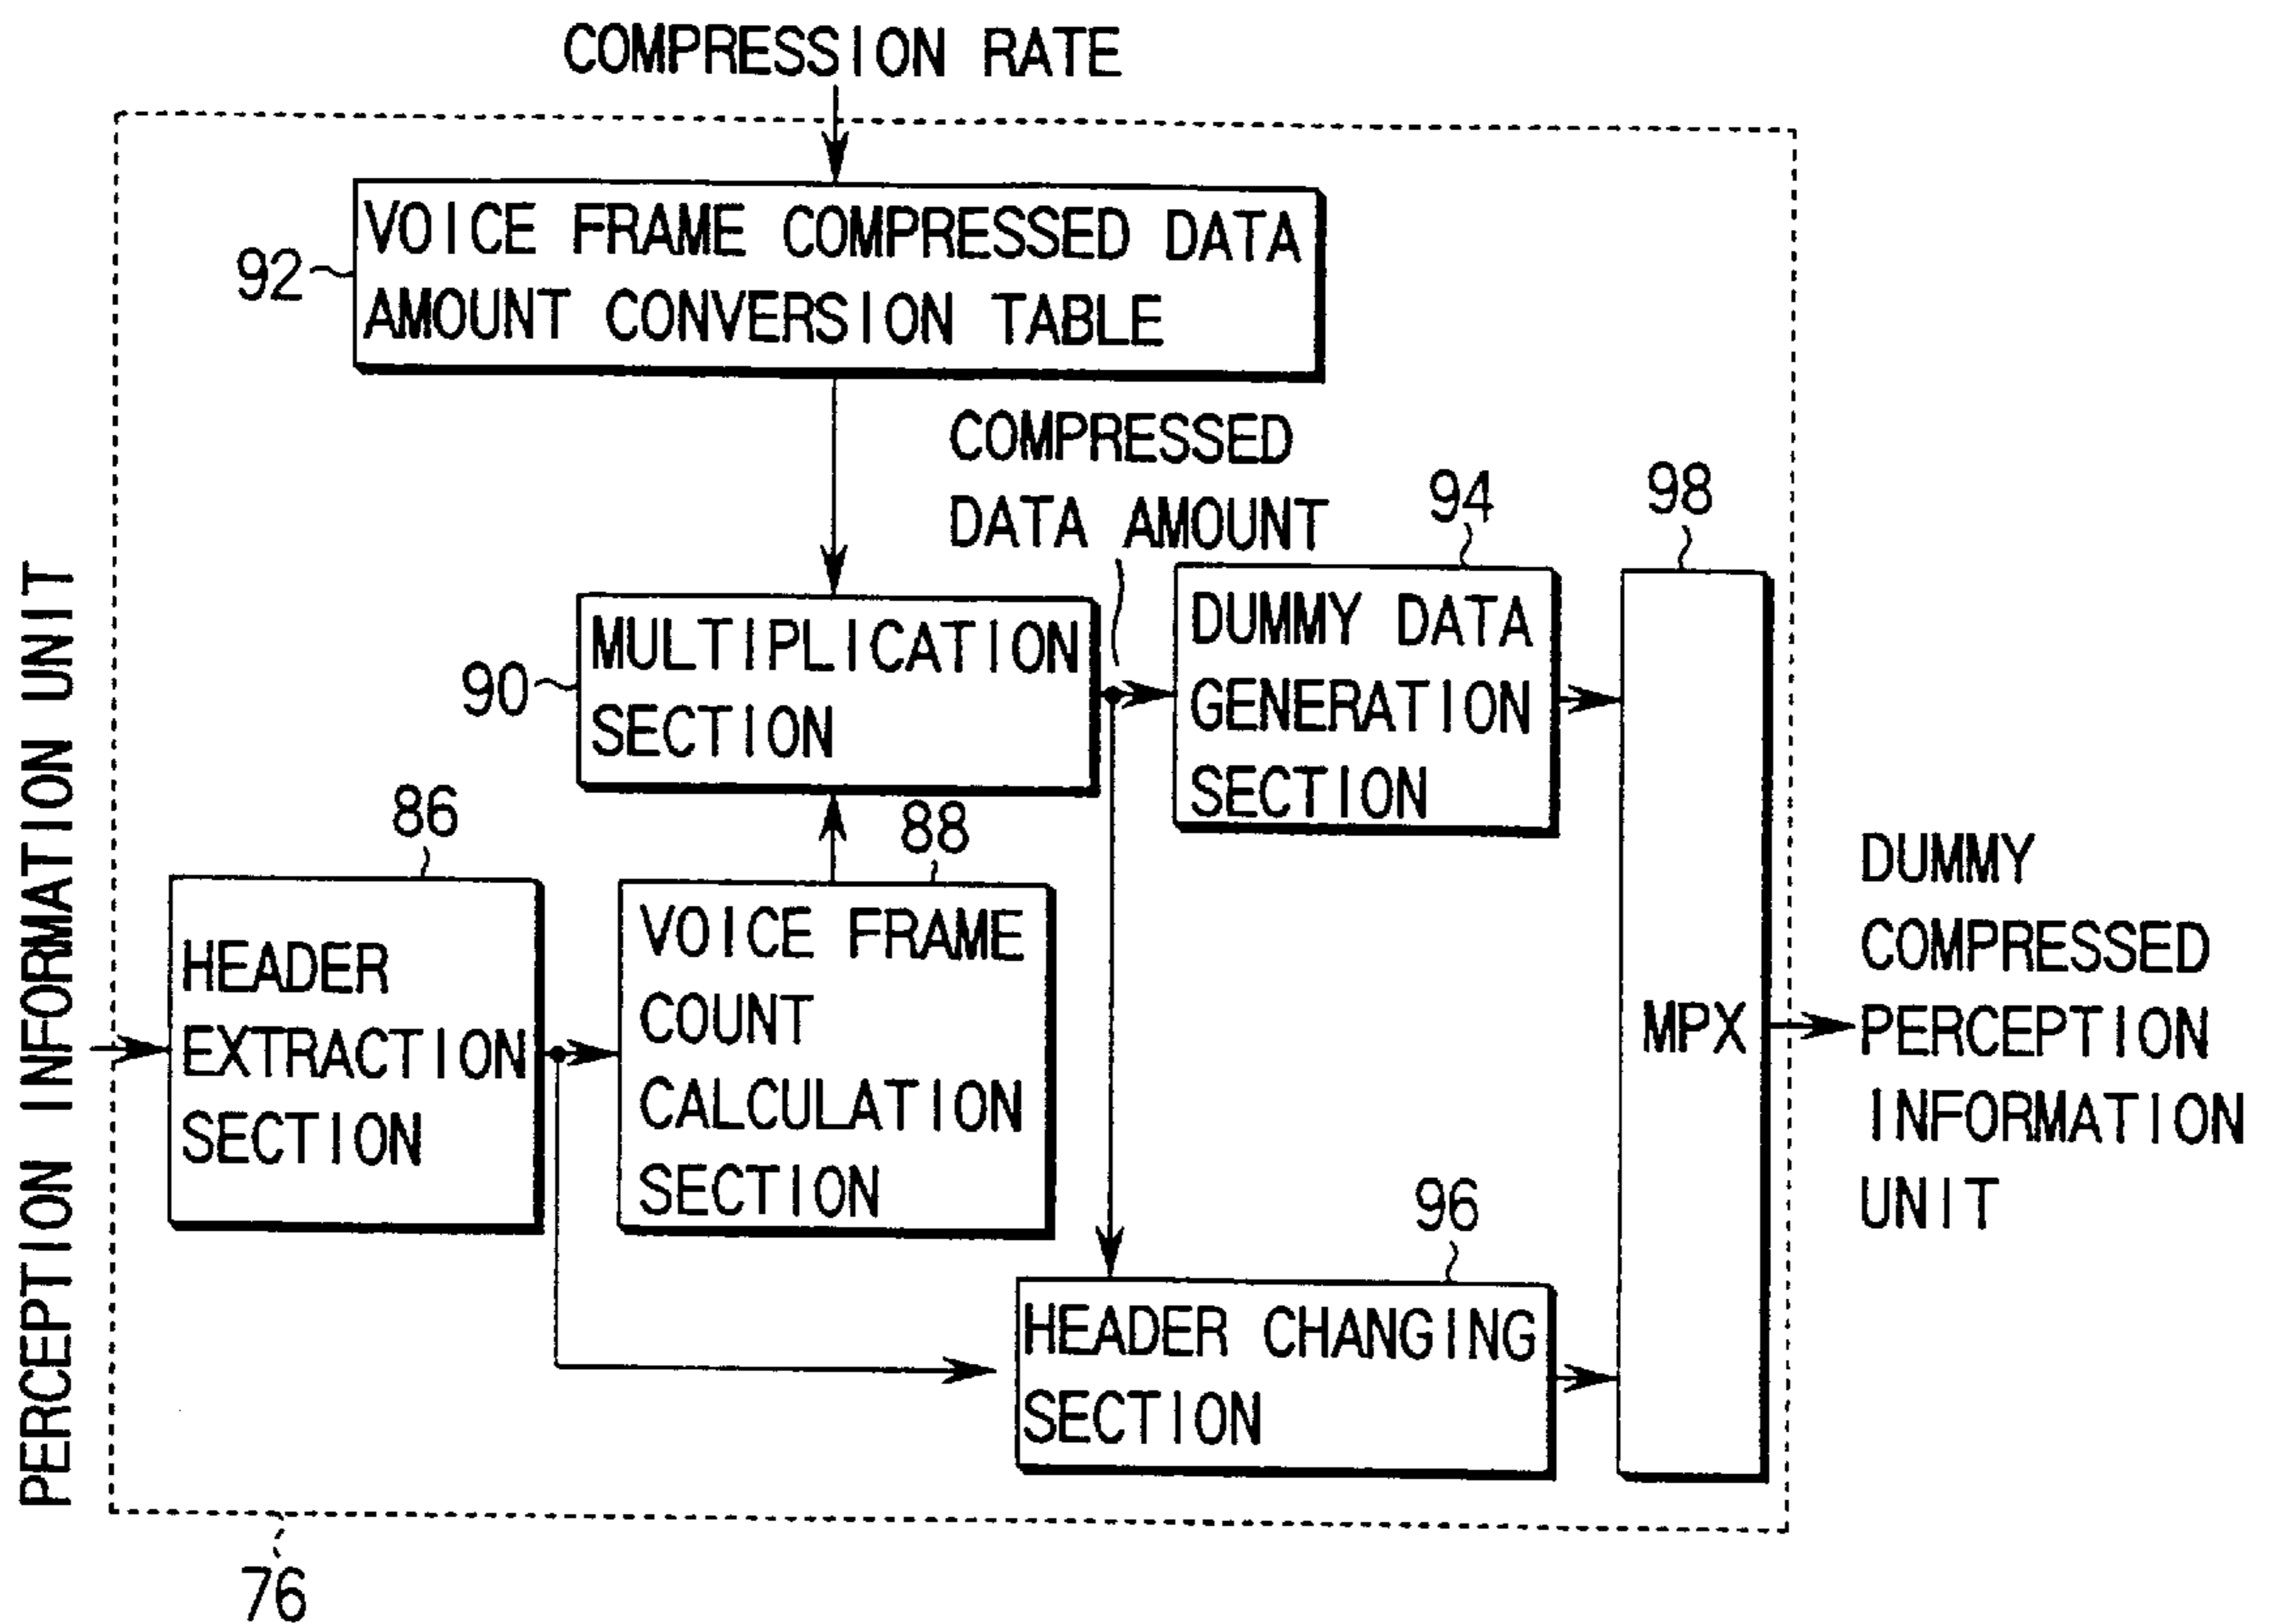 COMPRESSION RATE
92
VOICE FRAME COMPRESSED DATA
AMOUNT CONVERSION TABLE
COMPRESSED
DATA AMOUNT
94
98
90
MULTIPLICATION
SECTION
DUMMY DATA
GENERATION
SECTION
PERCEPTION INFORMATION UNIT
86
88
HEADER
EXTRACTION
SECTION
VOICE FRAME
COUNT
CALCULATION
SECTION
MPX
DUMMY
COMPRESSED
PERCEPTION
INFORMATION
UNIT
96
HEADER CHANGING
SECTION
76